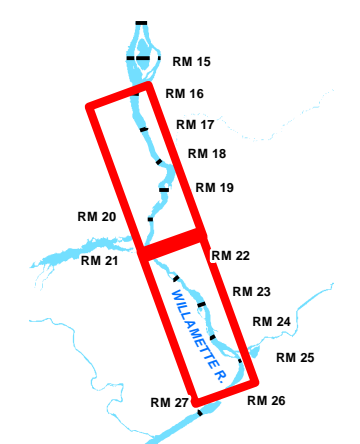 RM 15
RM 16
RM 17
RM 18
RM 19
RM 20
RM 21
RM 22
RM 23
WILLAMETTE R.
RM 24
RM 25
RM 26
RM 27